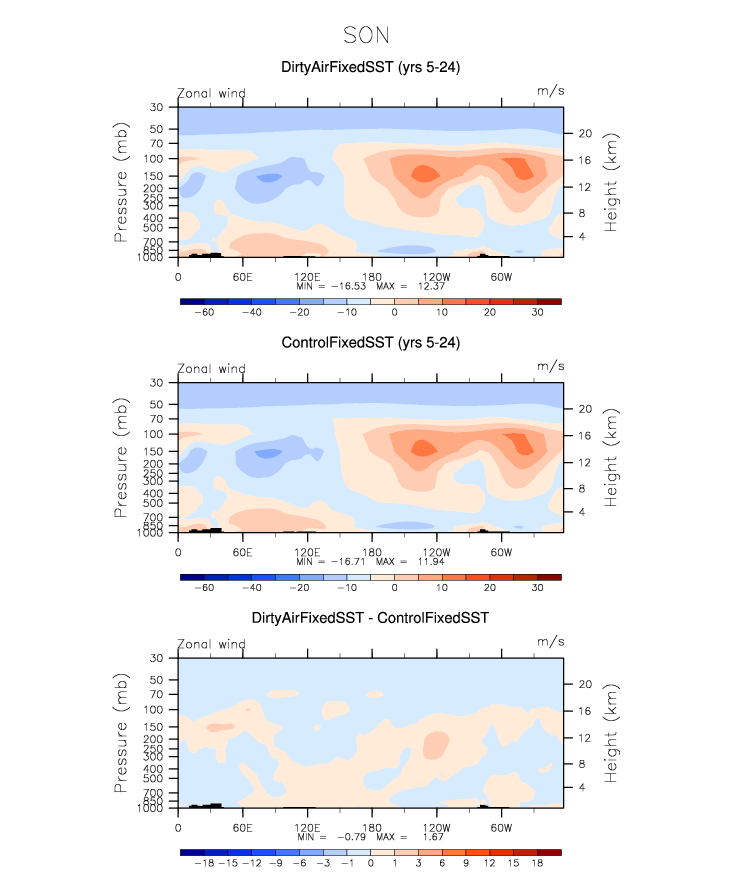 SON
DirtyAirFixedSST (yrs 5-24)
Zonal wind m/s
Pressure (mb)
30
50
70
100
150
200
250
300
400
500
700
850
1000
Height (km)
20
16
12
8
4
0 60E 120E 180 120W 60W
MIN = -16.53 MAX = 12.37
-60 -40 -20 -10 0 10 20 30
ControlFixedSST (yrs 5-24)
Zonal wind m/s
Pressure (mb)
30
50
70
100
150
200
250
300
400
500
700
850
1000
Height (km)
20
16
12
8
4
0 60E 120E 180 120W 60W
MIN = -16.71 MAX = 11.94
-60 -40 -20 -10 0 10 20 30
DirtyAirFixedSST - ControlFixedSST
Zonal wind m/s
Pressure (mb)
30
50
70
100
150
200
250
300
400
500
700
850
1000
Height (km)
20
16
12
8
4
0 60E 120E 180 120W 60W
MIN = -0.79 MAX = 1.67
-18 -15 -12 -9 -6 -3 -1 0 1 3 6 9 12 15 18